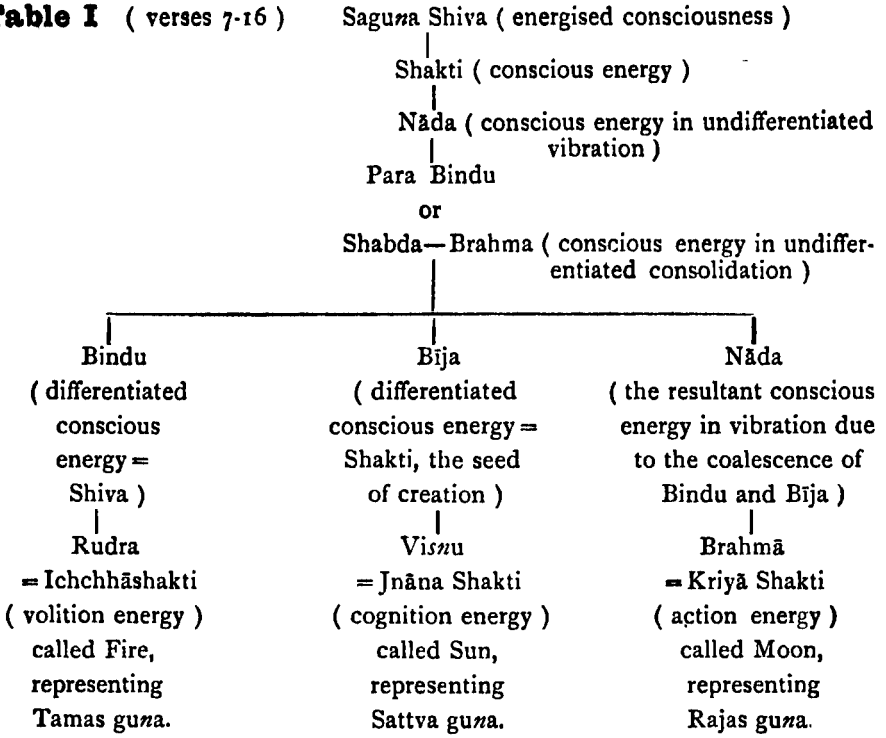 Table I ( verses 7-16 ) Saguna Shiva ( energised consciousness )
Shakti ( conscious energy )
Nāda ( conscious energy in undifferentiated
vibration )
Para Bindu
or
Shabda—Brahma ( conscious energy in undiffer-
entiated consolidation )
Bindu
( differentiated
conscious
energy =
Shiva )
Rudra
= Ichchhāshakti
( volition energy )
called Fire,
representing
Tamas guna.
Bīja
( differentiated
conscious energy =
Shakti, the seed
of creation )
Visnu
= Jnāna Shakti
( cognition energy )
called Sun,
representing
Sattva guna.
Nāda
( the resultant conscious
energy in vibration due
to the coalescence of
Bindu and Bīja )
Brahmā
= Kriyā Shakti
( action energy )
called Moon,
representing
Rajas guna.